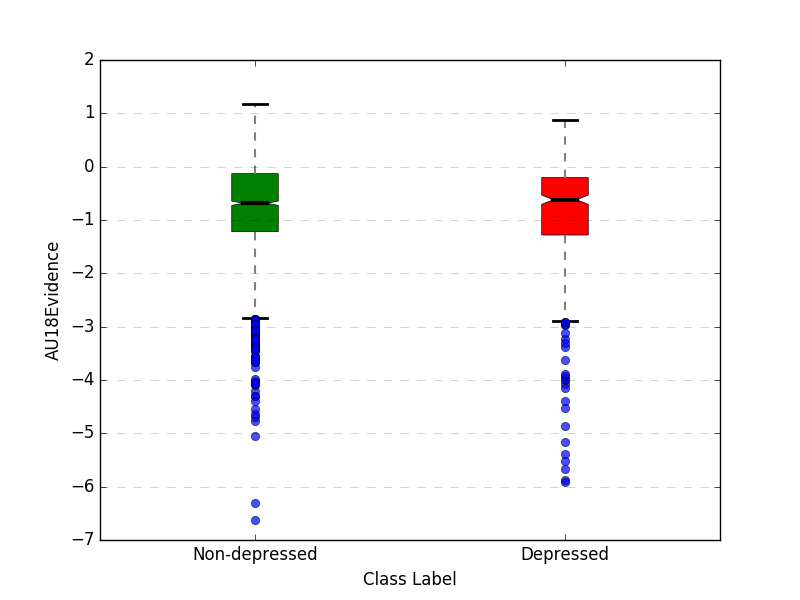 2
1
0
−1
−2
−3
−4
−5
−6
−7
AU18Evidence
Non-depressed
Depressed
Class Label